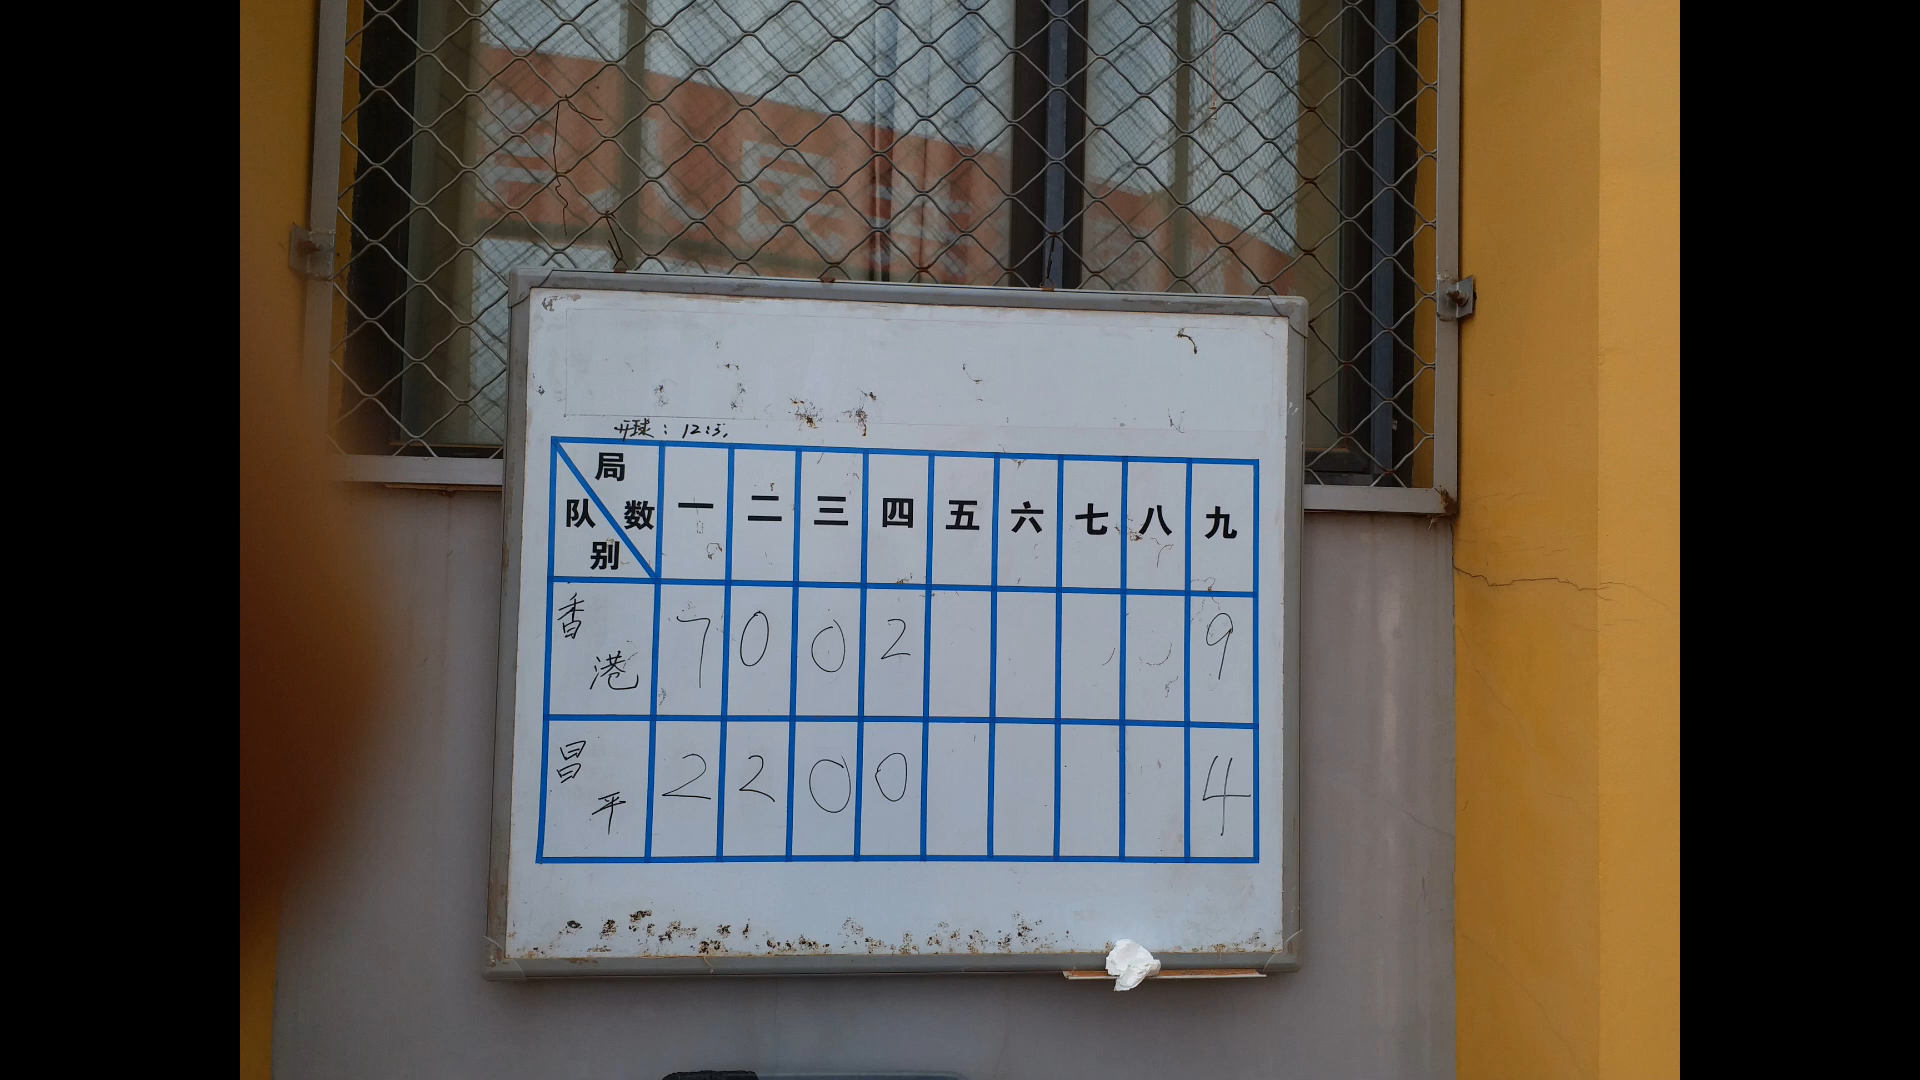 开球：12:3
局 数 队 别 一 二 三 四 五 六 七 八 九
香港 7 0 0 2 9
昌平 2 2 0 0 4